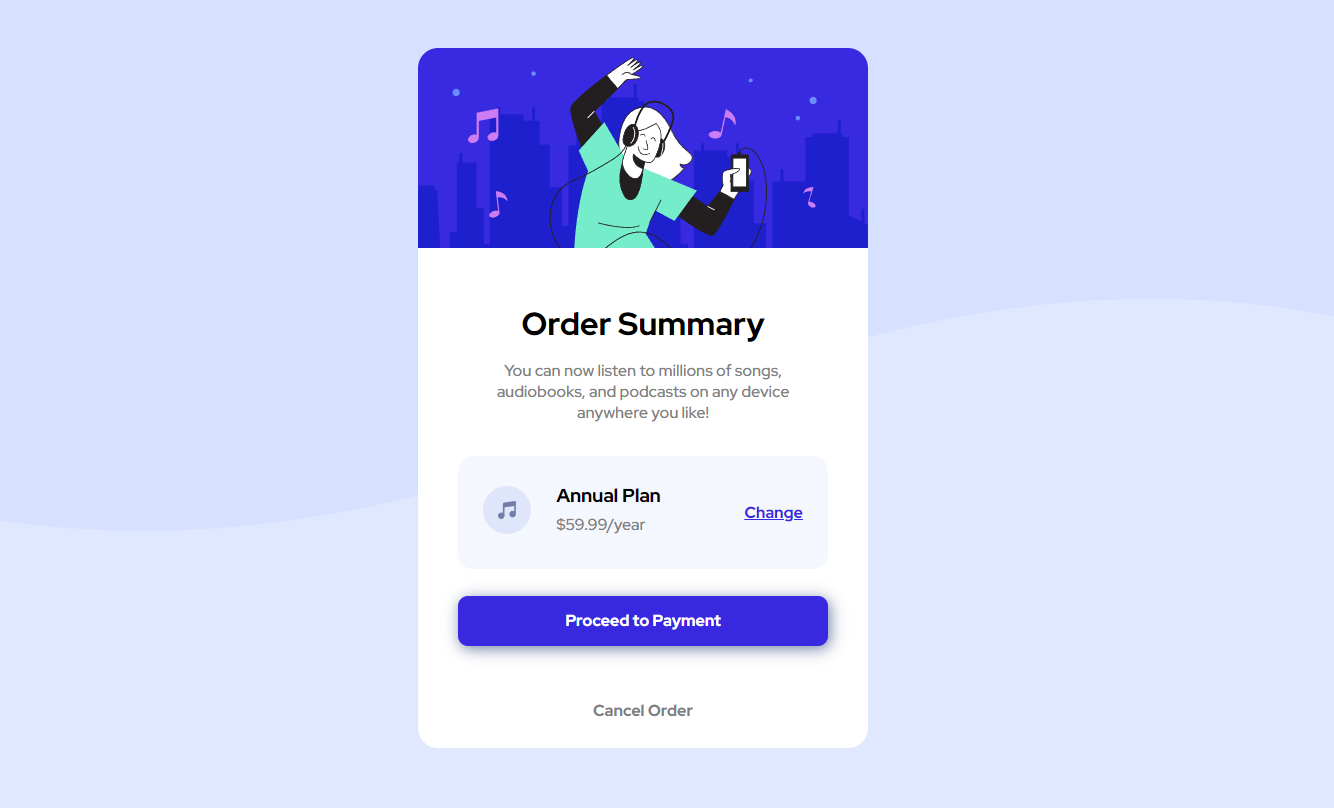 Order Summary
You can now listen to millions of songs,
audiobooks, and podcasts on any device
anywhere you like!
Annual Plan
$59.99/year
Change
Proceed to Payment
Cancel Order